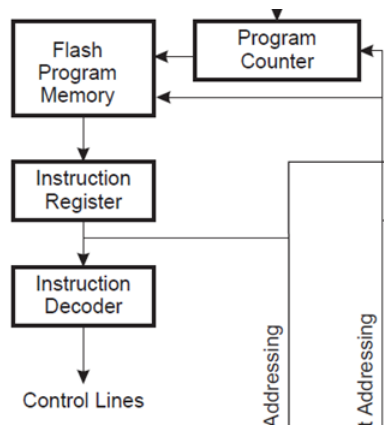 Flash
Program
Memory
Program
Counter
Instruction
Register
Instruction
Decoder
Control Lines
Addressing
Addressing